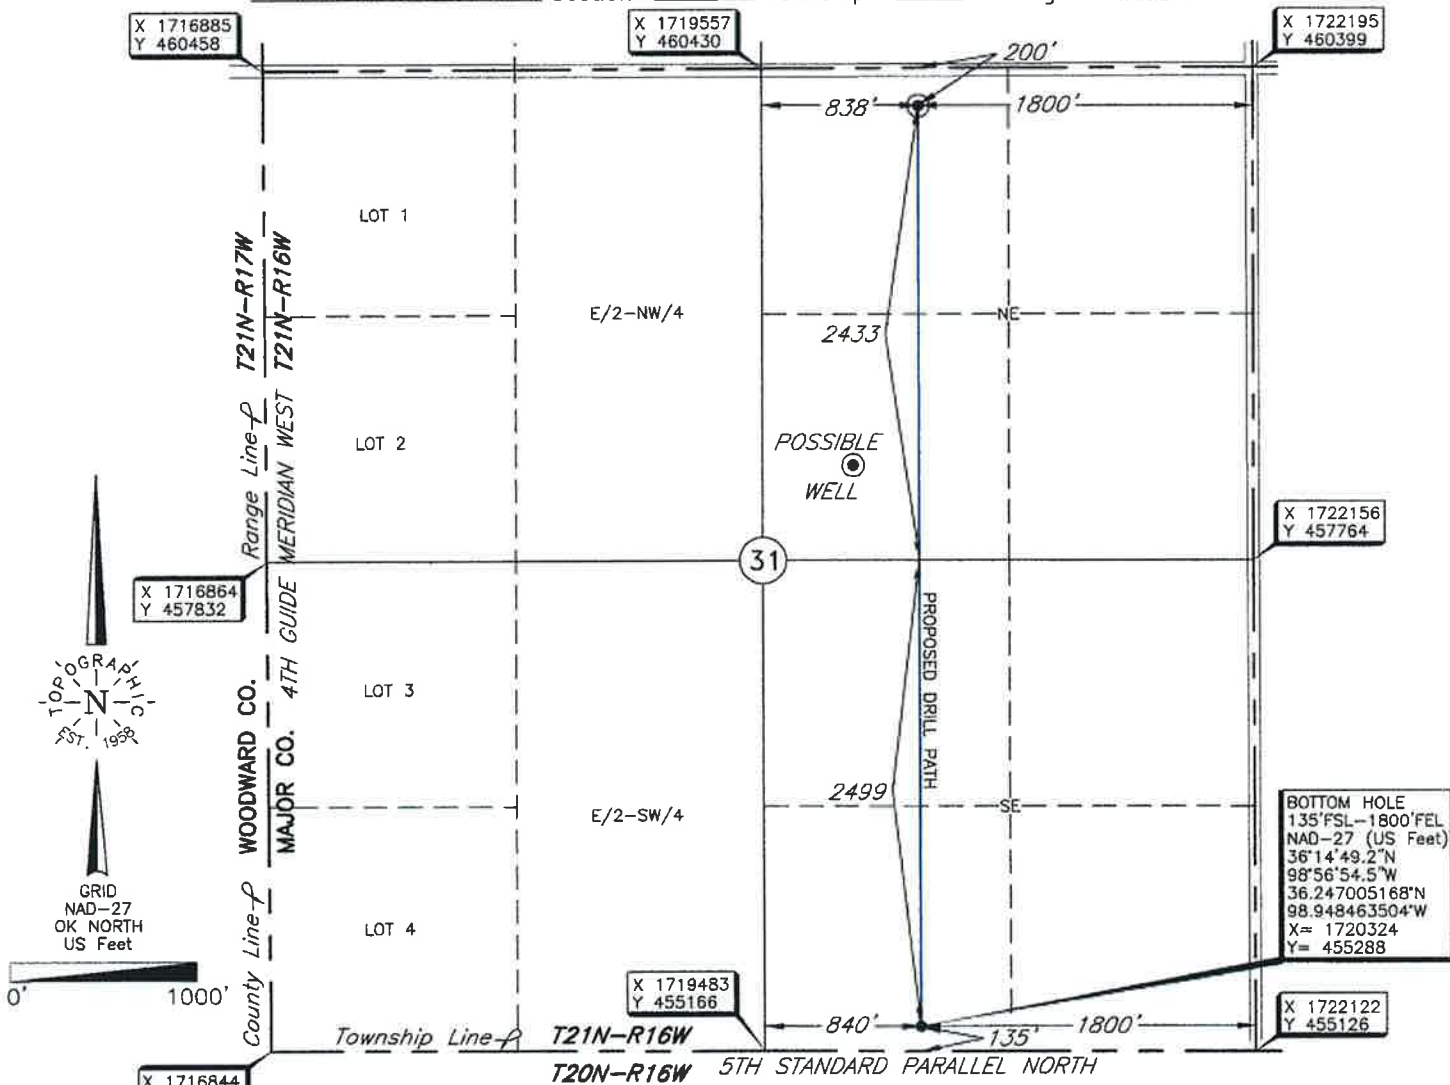 X 1716885
Y 460458
X 1719557
Y 460430
X 1722195
Y 460399
200'
838'
1800'
LOT 1
T21N-R17W
T21N-R16W
E/2-NW/4
NE
2433
LOT 2
POSSIBLE
WELL
Range Line
4TH GUIDE MERIDIAN WEST
X 1722156
Y 457764
31
X 1716864
Y 457832
PROPOSED DRILL PATH
TOPOGRAPHIC
N
EST. 1958
LOT 3
WOODWARD CO.
MAJOR CO.
2499
SE
E/2-SW/4
BOTTOM HOLE
135'FSL-1800'FEL
NAD-27 (US Feet)
36°14'49.2"N
98°56'54.5"W
36.247005168°N
98.948463504°W
X= 1720324
Y= 455288
GRID
NAD-27
OK NORTH
US Feet
LOT 4
0'
1000'
County Line
X 1719483
Y 455166
840'
1800'
135'
X 1722122
Y 455126
Township Line
T21N-R16W
T20N-R16W
5TH STANDARD PARALLEL NORTH
X 1716844